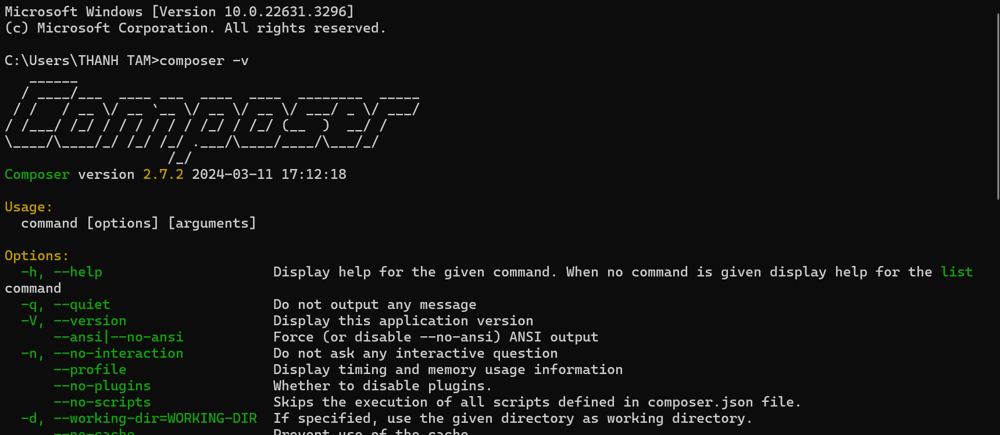 Microsoft Windows [Version 10.0.22631.3296]
(c) Microsoft Corporation. All rights reserved.

C:\Users\THANH TAM>composer -v
   ______
  / ____/___  ____ ___  ____  ____  ________  _____
 / /   / __ \/ __ `__ \/ __ \/ __ \/ ___/ _ \/ ___/
/ /___/ /_/ / / / / / / /_/ / /_/ (__  )  __/ /
\____/\____/_/ /_/ /_/ .___/\____/____/\___/_/
                    /_/
Composer version 2.7.2 2024-03-11 17:12:18

Usage:
  command [options] [arguments]

Options:
  -h, --help                     Display help for the given command. When no command is given display help for the list
command
  -q, --quiet                    Do not output any message
  -V, --version                  Display this application version
      --ansi|--no-ansi           Force (or disable --no-ansi) ANSI output
  -n, --no-interaction           Do not ask any interactive question
      --profile                  Display timing and memory usage information
      --no-plugins               Whether to disable plugins.
      --no-scripts               Skips the execution of all scripts defined in composer.json file.
  -d, --working-dir=WORKING-DIR  If specified, use the given directory as working directory.
      --no-cache                 Prevent use of the cache